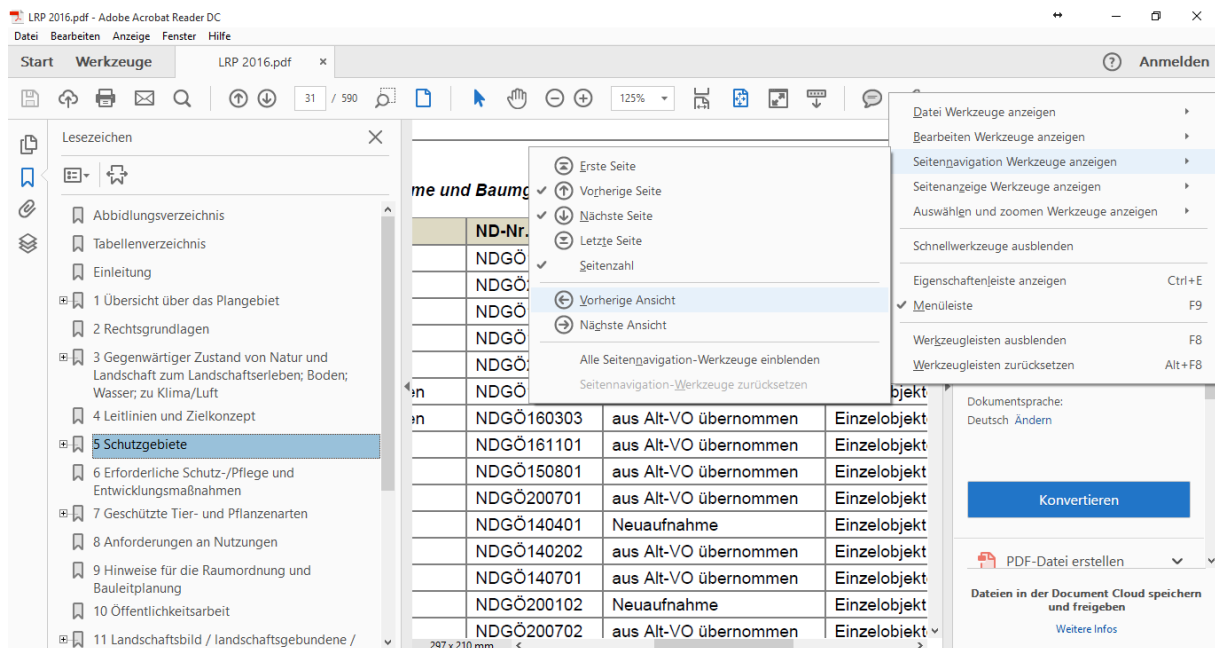 LRP 2016.pdf - Adobe Acrobat Reader DC
Datei Bearbeiten Anzeige Fenster Hilfe
Start Werkzeuge LRP 2016.pdf × Anmelden
31 / 590 125%
Lesezeichen
Abbidlungsverzeichnis
Tabellenverzeichnis
Einleitung
1 Übersicht über das Plangebiet
2 Rechtsgrundlagen
3 Gegenwärtiger Zustand von Natur und
Landschaft zum Landschaftserleben; Boden;
Wasser; zu Klima/Luft
4 Leitlinien und Zielkonzept
5 Schutzgebiete
6 Erforderliche Schutz-/Pflege und
Entwicklungsmaßnahmen
7 Geschützte Tier- und Pflanzenarten
8 Anforderungen an Nutzungen
9 Hinweise für die Raumordnung und
Bauleitplanung
10 Öffentlichkeitsarbeit
11 Landschaftsbild / landschaftsgebundene /
me und Baumg
ND-Nr.
NDGÖ
NDGÖ
NDGÖ
NDGÖ
NDGÖ
en NDGÖ bjekt
en NDGÖ160303 aus Alt-VO übernommen Einzelobjekt
NDGÖ161101 aus Alt-VO übernommen Einzelobjekt
NDGÖ150801 aus Alt-VO übernommen Einzelobjekt
NDGÖ200701 aus Alt-VO übernommen Einzelobjekt
NDGÖ140401 Neuaufnahme Einzelobjekt
NDGÖ140202 aus Alt-VO übernommen Einzelobjekt
NDGÖ140701 aus Alt-VO übernommen Einzelobjekt
NDGÖ200102 Neuaufnahme Einzelobjekt
NDGÖ200702 aus Alt-VO übernommen Einzelobjekt
297 x 210 mm
Erste Seite
Vorherige Seite
Nächste Seite
Letzte Seite
Seitenzahl
Vorherige Ansicht
Nächste Ansicht
Alle Seitennavigation-Werkzeuge einblenden
Seitennavigation-Werkzeuge zurücksetzen
Datei Werkzeuge anzeigen
Bearbeiten Werkzeuge anzeigen
Seitennavigation Werkzeuge anzeigen
Seitenanzeige Werkzeuge anzeigen
Auswählen und zoomen Werkzeuge anzeigen
Schnellwerkzeuge ausblenden
Eigenschaftenleiste anzeigen Ctrl+E
Menüleiste F9
Werkzeugleisten ausblenden F8
Werkzeugleisten zurücksetzen Alt+F8
Dokumentsprache:
Deutsch Ändern
Konvertieren
PDF-Datei erstellen
Dateien in der Document Cloud speichern
und freigeben
Weitere Infos